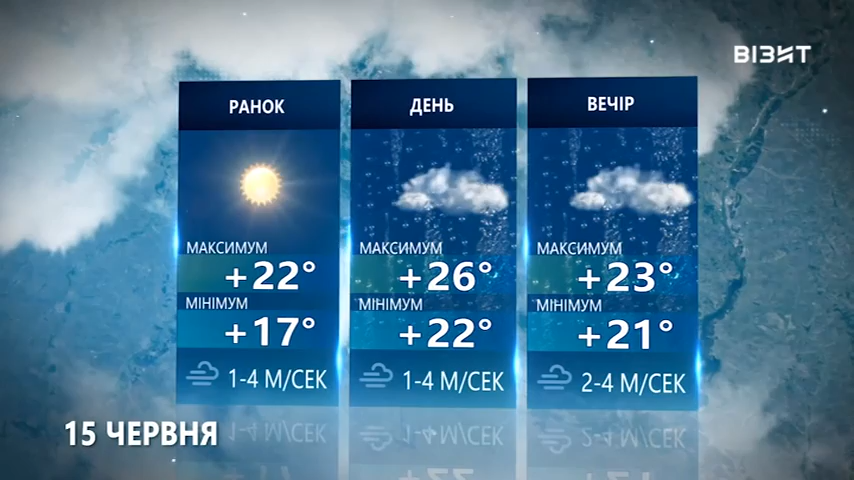 ВІЗИТ
РАНОК
МАКСИМУМ
+22°
МІНІМУМ
+17°
1-4 М/СЕК
ДЕНЬ
МАКСИМУМ
+26°
МІНІМУМ
+22°
1-4 М/СЕК
ВЕЧІР
МАКСИМУМ
+23°
МІНІМУМ
+21°
2-4 М/СЕК
15 ЧЕРВНЯ